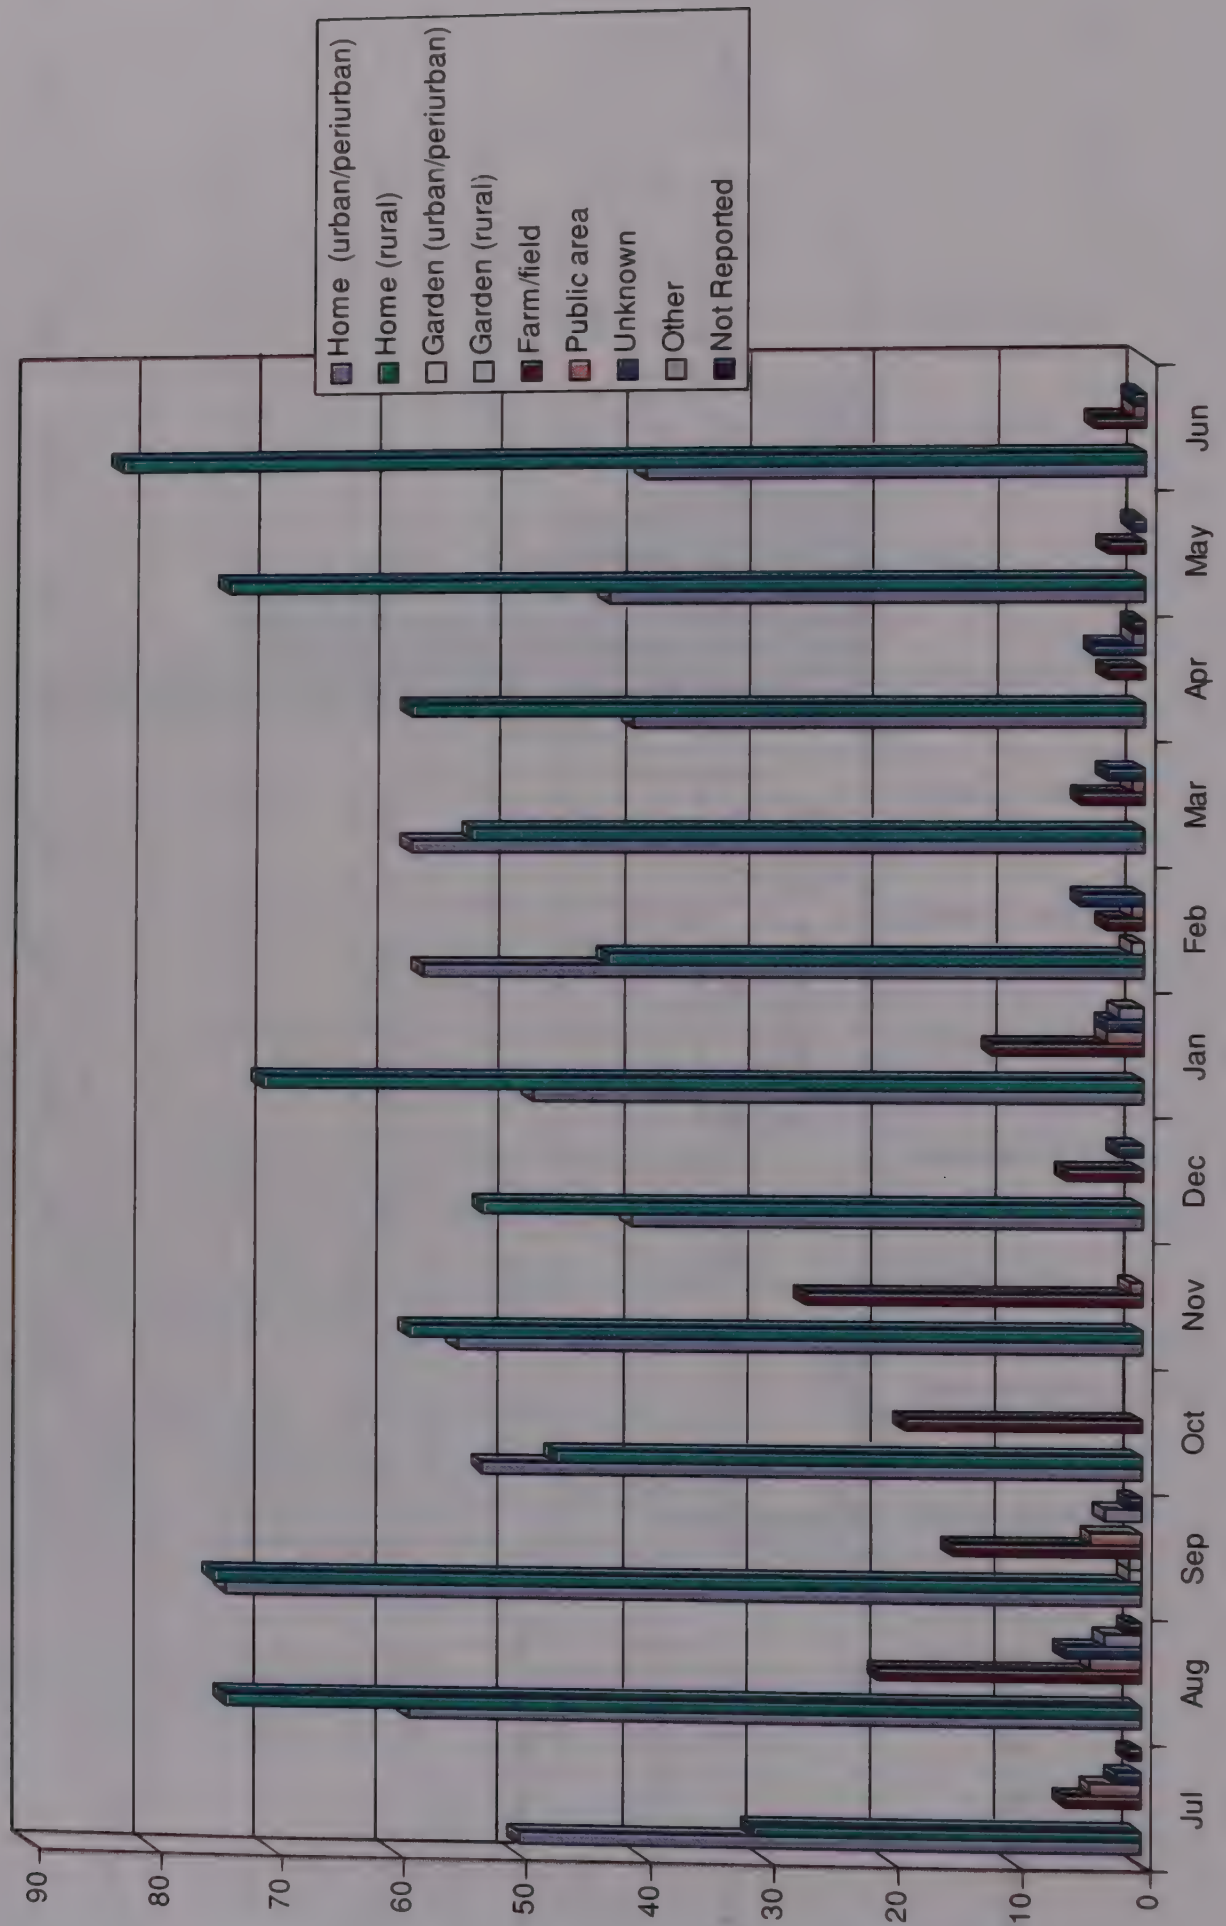 90
80
70
60
50
40
30
20
10
0
Jul
Aug
Sep
Oct
Nov
Dec
Jan
Feb
Mar
Apr
May
Jun
Home (urban/periurban)
Home (rural)
Garden (urban/periurban)
Garden (rural)
Farm/field
Public area
Unknown
Other
Not Reported